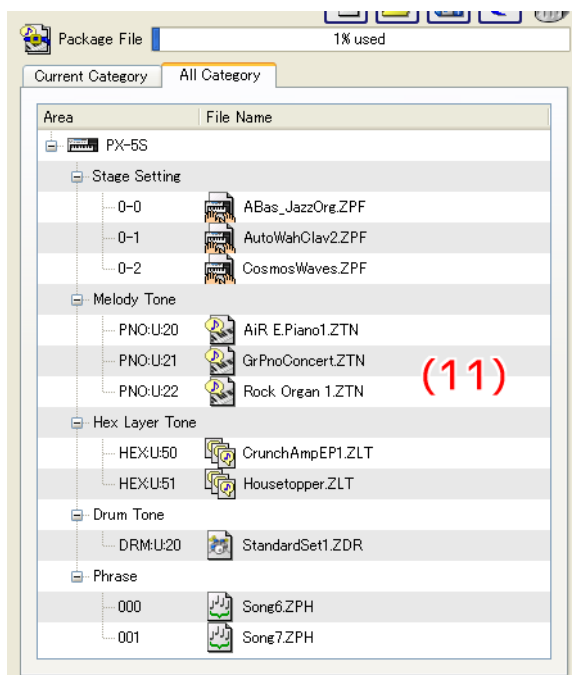 Package File 1% used
Current Category All Category
Area File Name
PX-5S
Stage Setting
0-0 ABas_JazzOrg.ZPF
0-1 AutoWahClav2.ZPF
0-2 CosmosWaves.ZPF
Melody Tone
PNO:U:20 AiR E.Piano1.ZTN
PNO:U:21 GrPnoConcert.ZTN
(11)
PNO:U:22 Rock Organ 1.ZTN
Hex Layer Tone
HEX:U:50 CrunchAmpEP1.ZLT
HEX:U:51 Housetopper.ZLT
Drum Tone
DRM:U:20 StandardSet1.ZDR
Phrase
000 Song6.ZPH
001 Song7.ZPH